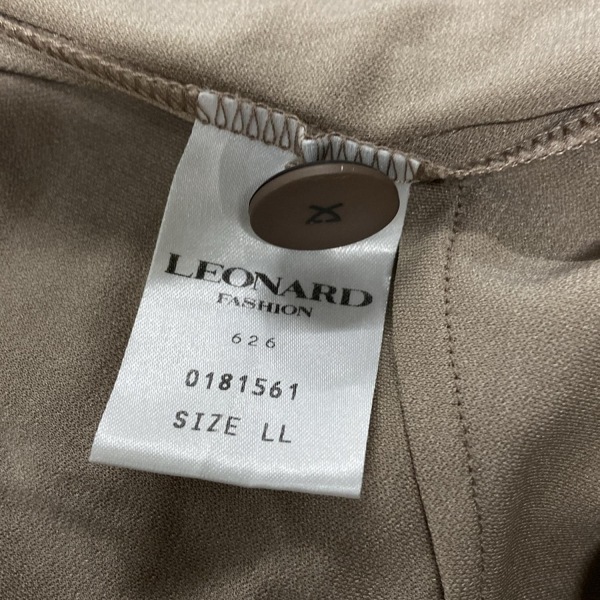 LEONARD
FASHION
626
0181561
SIZE LL